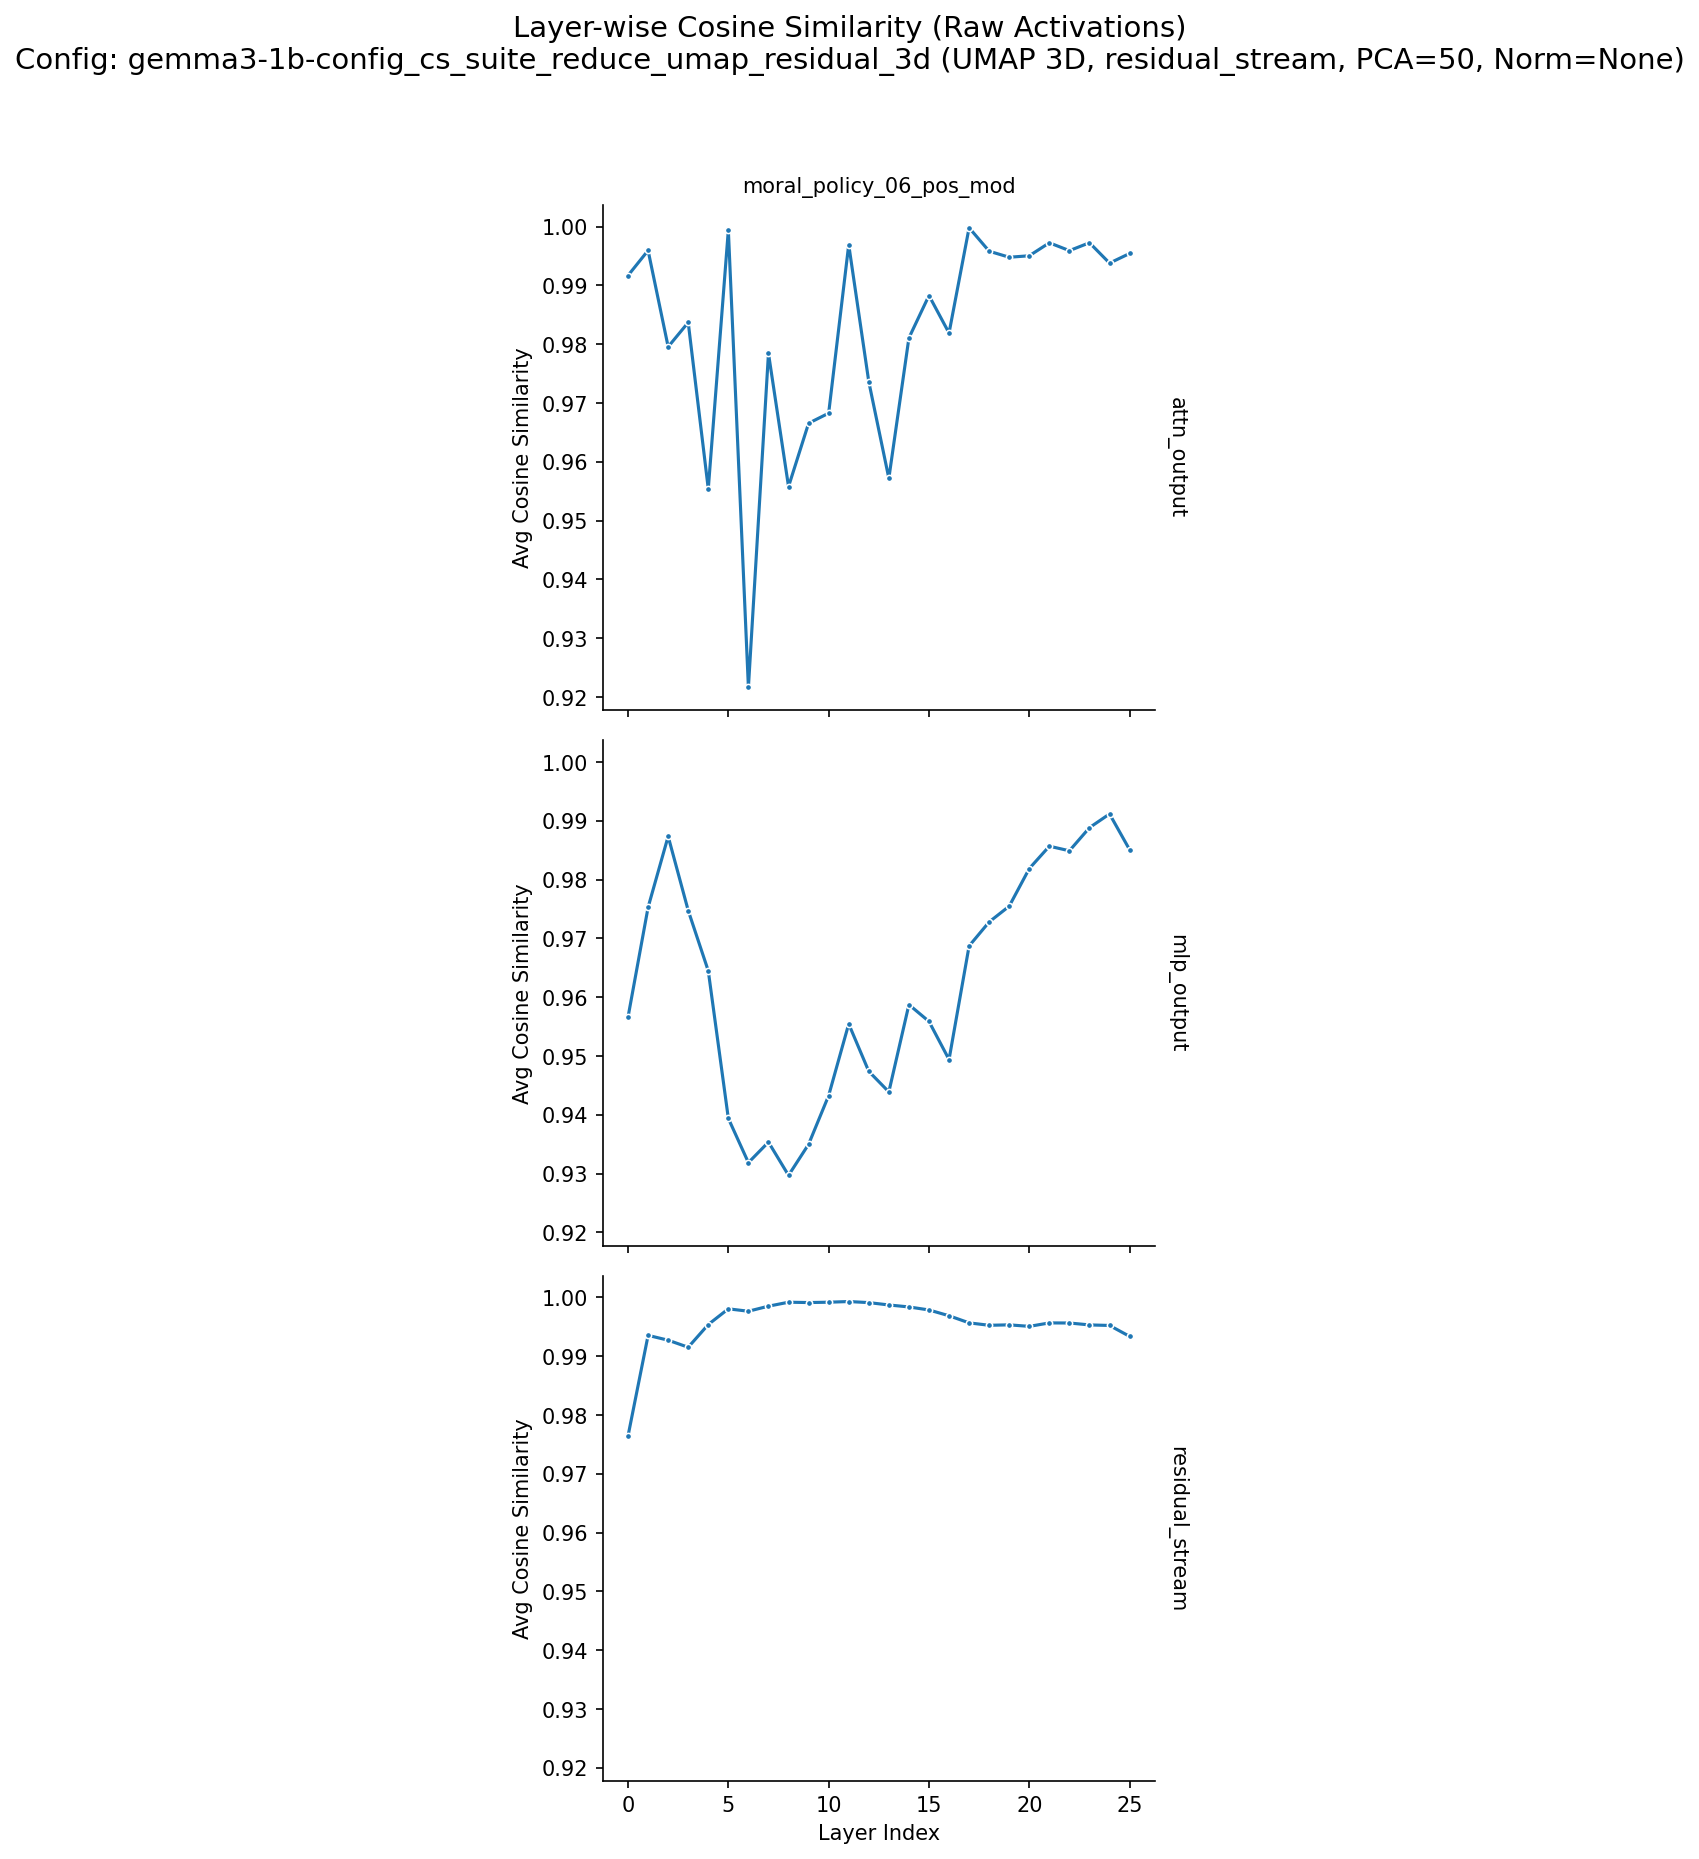 Layer-wise Cosine Similarity (Raw Activations)
Config: gemma3-1b-config_cs_suite_reduce_umap_residual_3d (UMAP 3D, residual_stream, PCA=50, Norm=None)
moral_policy_06_pos_mod
1.00
0.99
0.98
0.97
0.96
0.95
0.94
0.93
0.92
Avg Cosine Similarity
attn_output
1.00
0.99
0.98
0.97
0.96
0.95
0.94
0.93
0.92
Avg Cosine Similarity
mlp_output
1.00
0.99
0.98
0.97
0.96
0.95
0.94
0.93
0.92
Avg Cosine Similarity
residual_stream
0 5 10 15 20 25
Layer Index